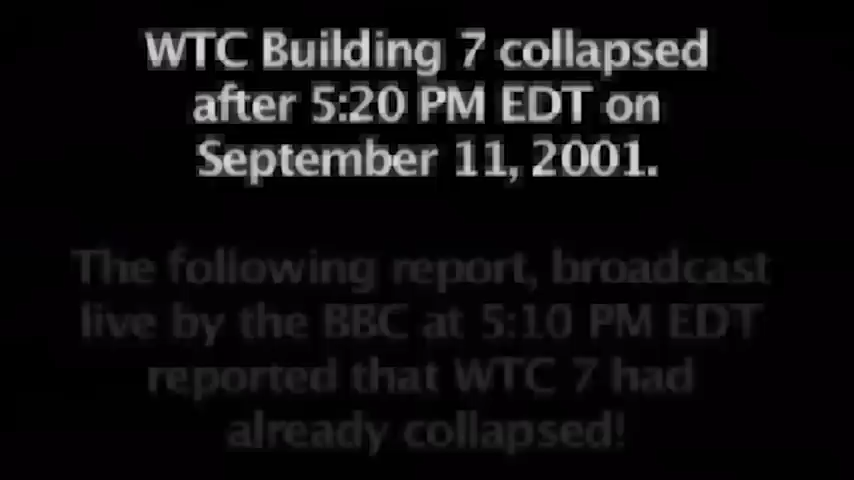 WTC Building 7 collapsed
after 5:20 PM EDT on
September 11, 2001.
The following report, broadcast
live by the BBC at 5:10 PM EDT
reported that WTC 7 had
already collapsed!